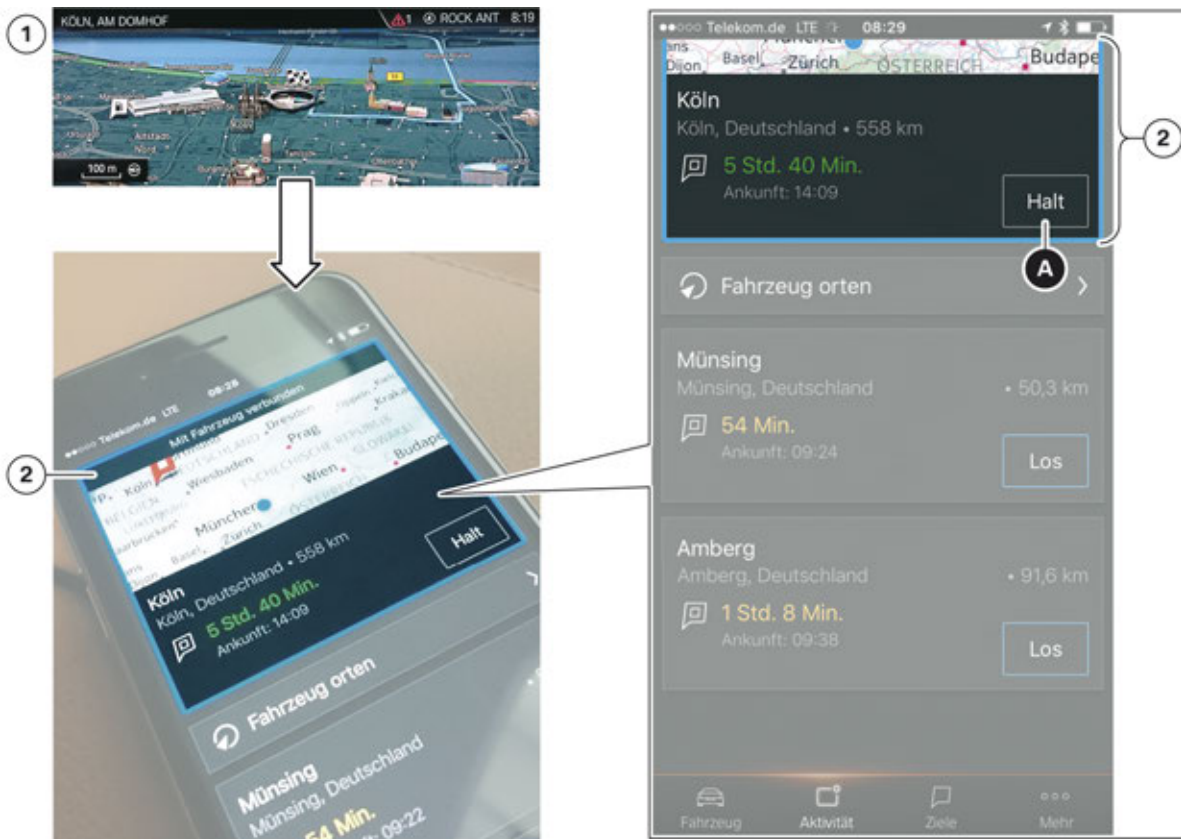 1
KÖLN, AM DOMHOF
1
ROCK ANT 8:19
Köln
100 m
2
Telekom.de LTE
08:28
Mit Fahrzeug verbunden
Dresden
Köln
Wiesbaden
Prag
BELGIEN
München
Wien
Budape
Basel
Zürich
ÖSTERREICH
Köln
Köln, Deutschland • 558 km
5 Std. 40 Min.
Ankunft: 14:09
Halt
Fahrzeug orten
Münsing
Münsing, Deutschland
54 Min.
09:22
Telekom.de LTE
08:29
Dijon
Basel
Zürich
ÖSTERREICH
Budape
Köln
Köln, Deutschland • 558 km
5 Std. 40 Min.
Ankunft: 14:09
Halt
A
2
Fahrzeug orten
Münsing
Münsing, Deutschland • 50,3 km
54 Min.
Ankunft: 09:24
Los
Amberg
Amberg, Deutschland • 91,6 km
1 Std. 8 Min.
Ankunft: 09:38
Los
Fahrzeug
Aktivität
Ziele
Mehr